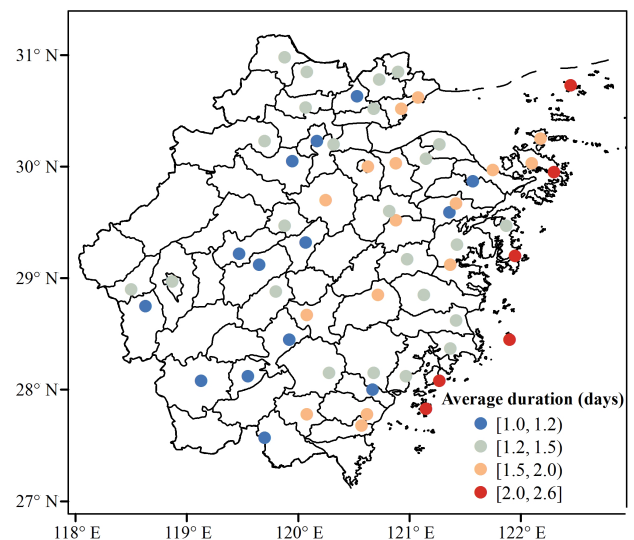 31° N
30° N
29° N
28° N
27° N
Average duration (days)
[1.0, 1.2)
[1.2, 1.5)
[1.5, 2.0)
[2.0, 2.6]
118° E 119° E 120° E 121° E 122° E